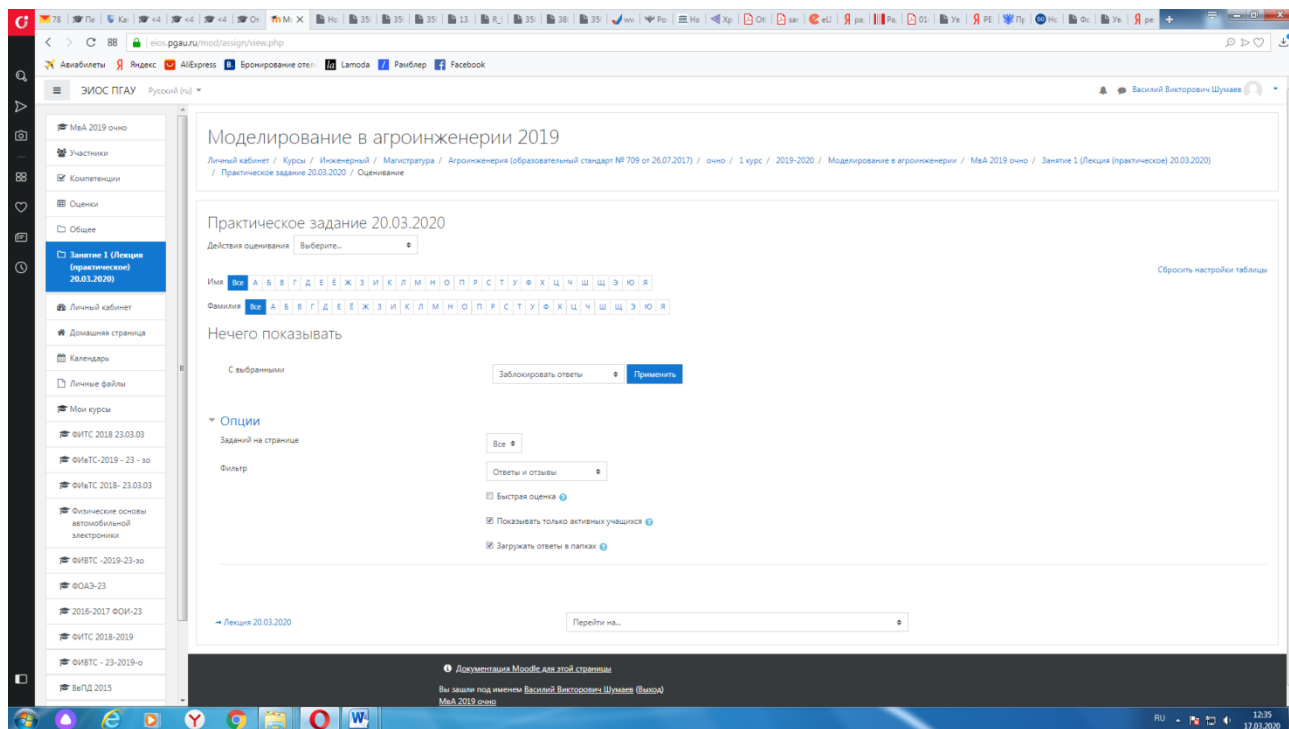 78
eios.pgau.ru/mod/assign/view.php
Авиабилеты Яндекс AliExpress Бронирование отел Lamoda Рамблер Facebook
ЭИОС ПГАУ Русский (ru)
Василий Викторович Шумаев
МвА 2019 очно
Участники
Компетенции
Оценки
Общее
Занятие 1 (Лекция
(практическое)
20.03.2020)
Личный кабинет
Домашняя страница
Календарь
Личные файлы
Мои курсы
ФИТС 2018 23.03.03
ФИвТС-2019 - 23 - зо
ФИвТС 2018- 23.03.03
Физические основы
автомобильной
электроники
ФИВТС -2019-23-зо
ФОАЭ-23
2016-2017 ФОИ-23
ФИТС 2018-2019
ФИВТС - 23-2019-о
ВвПД 2015
Моделирование в агроинженерии 2019
Личный кабинет / Курсы / Инженерный / Магистратура / Агроинженерия (образовательный стандарт № 709 от 26.07.2017) / очно / 1 курс / 2019-2020 / Моделирование в агроинженерии / МвА 2019 очно / Занятие 1 (Лекция (практическое) 20.03.2020)
/ Практическое задание 20.03.2020 / Оценивание
Практическое задание 20.03.2020
Действия оценивания Выберите...
Сбросить настройки таблицы
Имя Все А Б В Г Д Е Ё Ж З И К Л М Н О П Р С Т У Ф Х Ц Ч Ш Щ Э Ю Я
Фамилия Все А Б В Г Д Е Ё Ж З И К Л М Н О П Р С Т У Ф Х Ц Ч Ш Щ Э Ю Я
Нечего показывать
С выбранными Заблокировать ответы Применить
Опции
Заданий на странице Все
Фильтр Ответы и отзывы
Быстрая оценка
Показывать только активных учащихся
Загружать ответы в папках
Лекция 20.03.2020 Перейти на...
Документация Moodle для этой страницы
Вы зашли под именем Василий Викторович Шумаев (Выход)
МвА 2019 очно
RU 12:35
17.03.2020